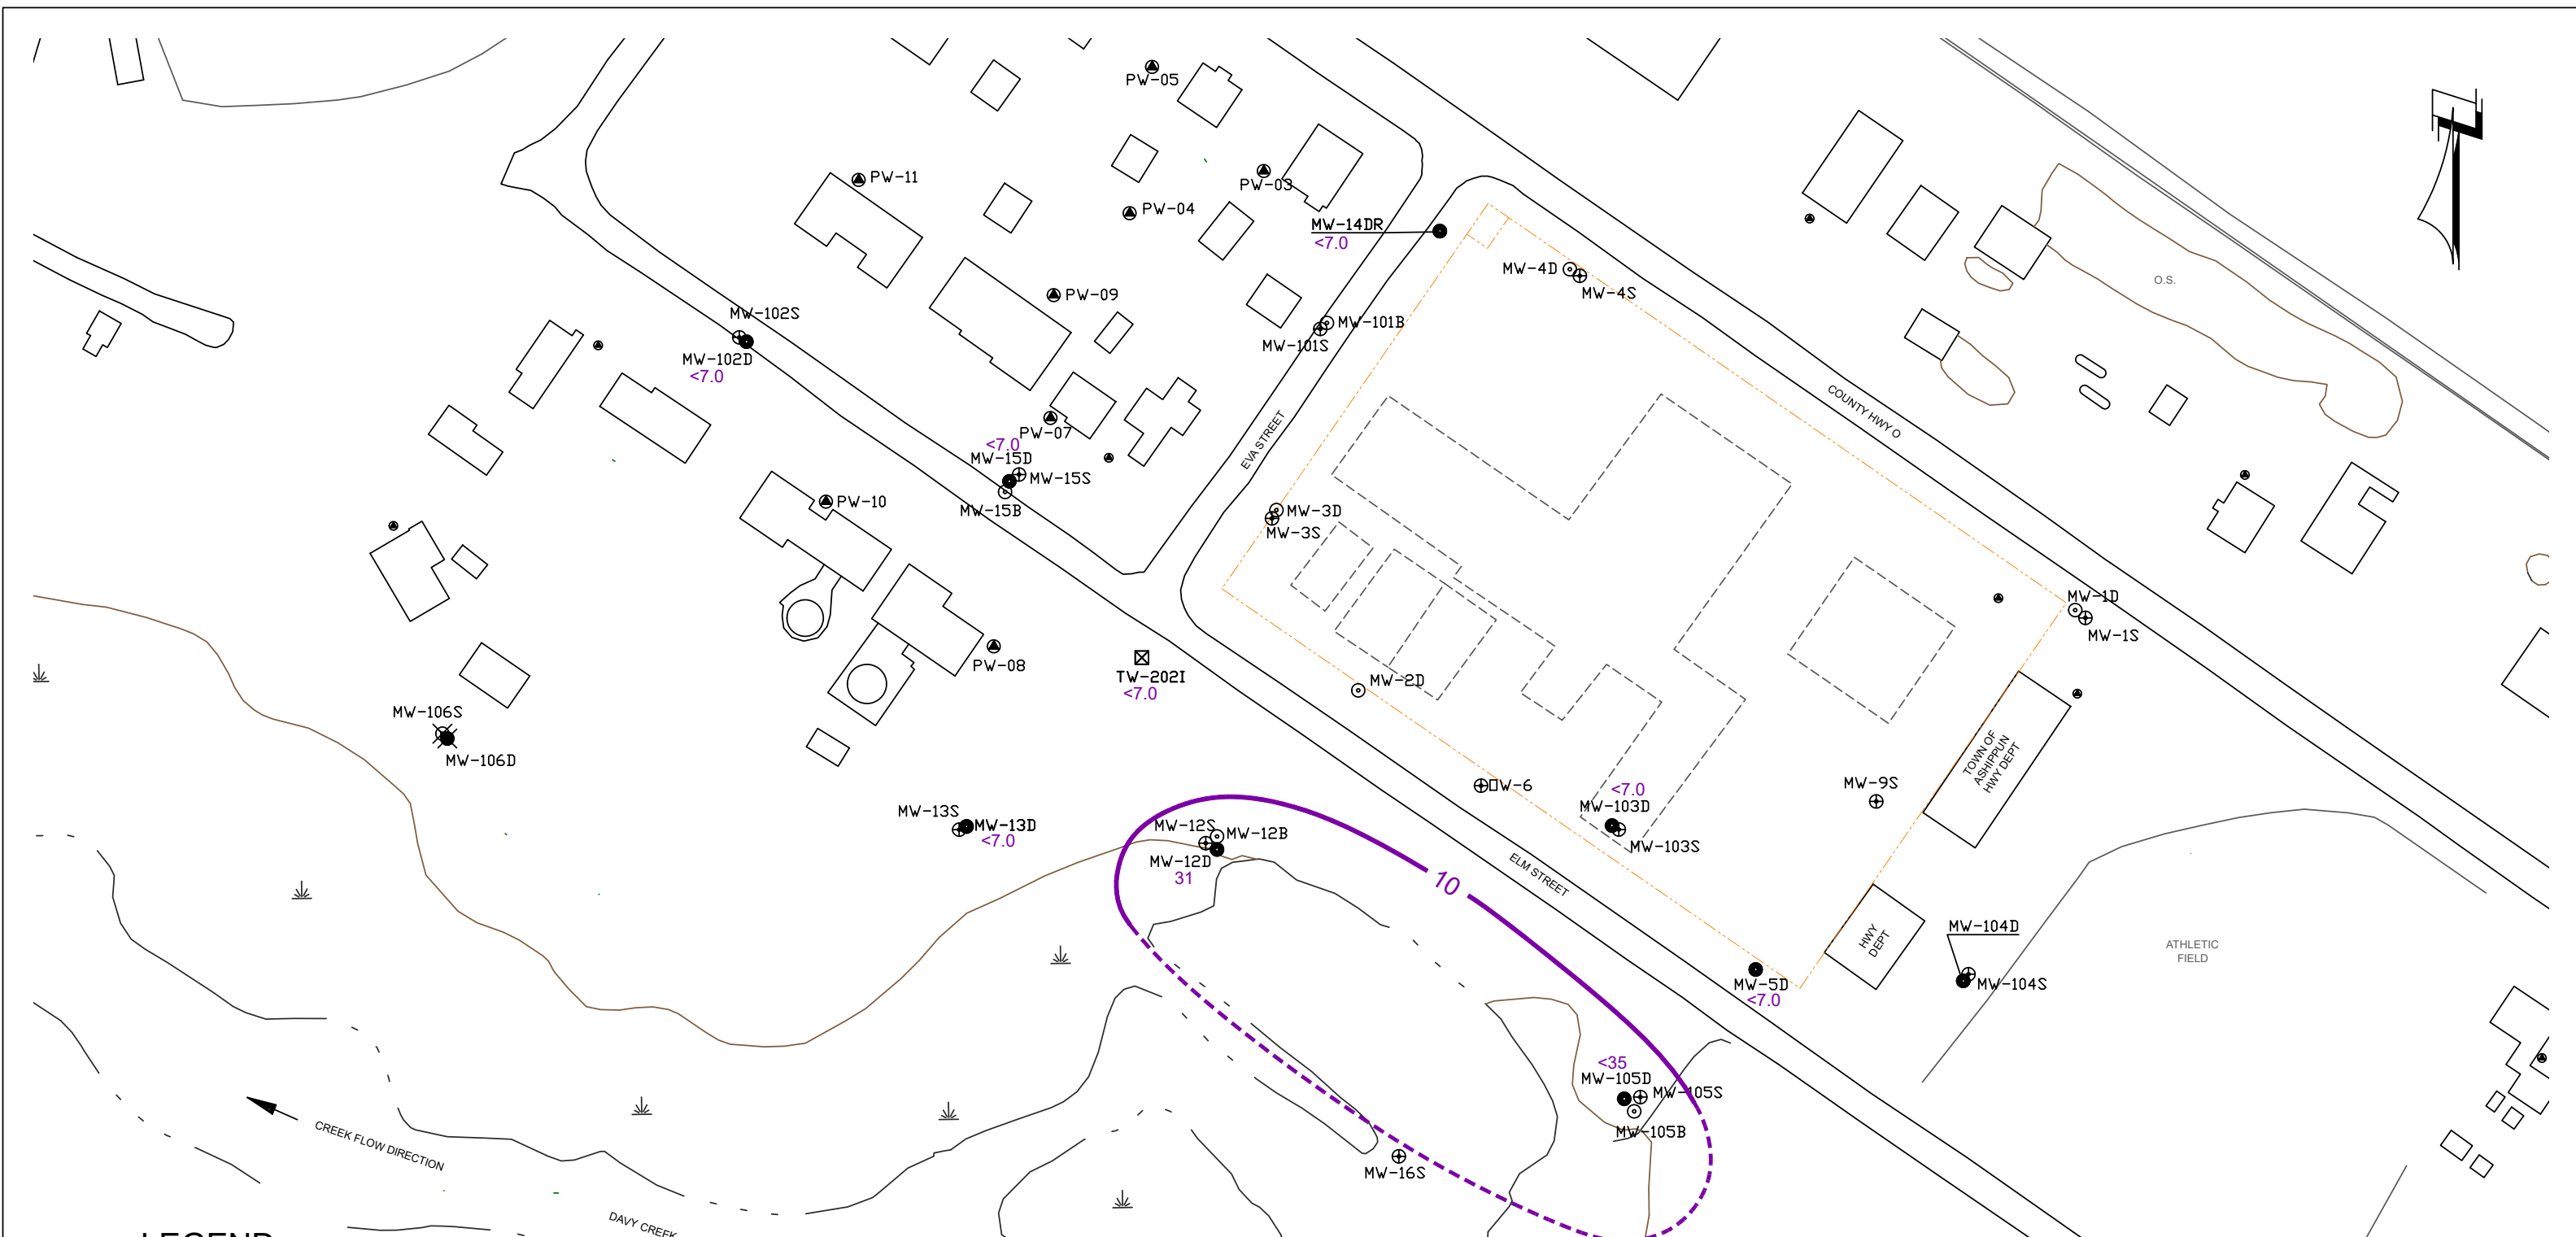 PW-05
PW-11
PW-03
PW-04
MW-14DR
<7.0
MW-4D
MW-4S
O.S.
PW-09
MW-102S
MW-101B
MW-101S
MW-102D
<7.0
COUNTY HWY O
PW-07
EVA STREET
<7.0
MW-15D
MW-15S
MW-15B
PW-10
MW-3D
MW-3S
MW-1D
MW-1S
PW-08
TW-202I
<7.0
MW-2D
MW-106S
MW-106D
TOWN OF
ASHIPPUN
HWY DEPT
OW-6
<7.0
MW-103D
MW-103S
MW-9S
MW-13S
MW-13D
<7.0
MW-12S
MW-12B
MW-12D
31
10
ELM STREET
HWY
DEPT
MW-104D
MW-104S
ATHLETIC
FIELD
MW-5D
<7.0
<35
MW-105D
MW-105S
MW-105B
MW-16S
CREEK FLOW DIRECTION
DAVY CREEK
LEGEND